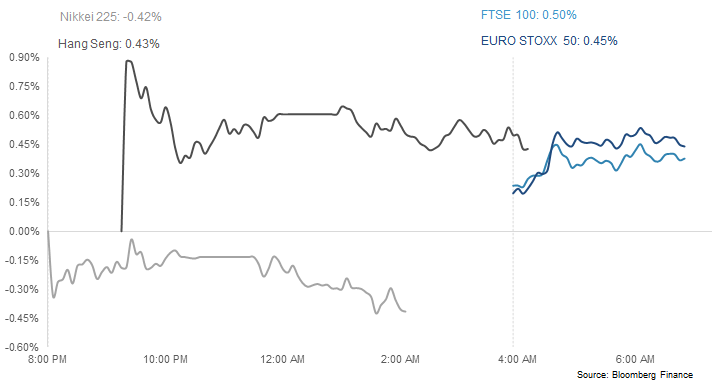 Nikkei 225: -0.42%
Hang Seng: 0.43%
FTSE 100: 0.50%
EURO STOXX 50: 0.45%
0.90%
0.75%
0.60%
0.45%
0.30%
0.15%
0.00%
-0.15%
-0.30%
-0.45%
-0.60%
8:00 PM 10:00 PM 12:00 AM 2:00 AM 4:00 AM 6:00 AM
Source: Bloomberg Finance